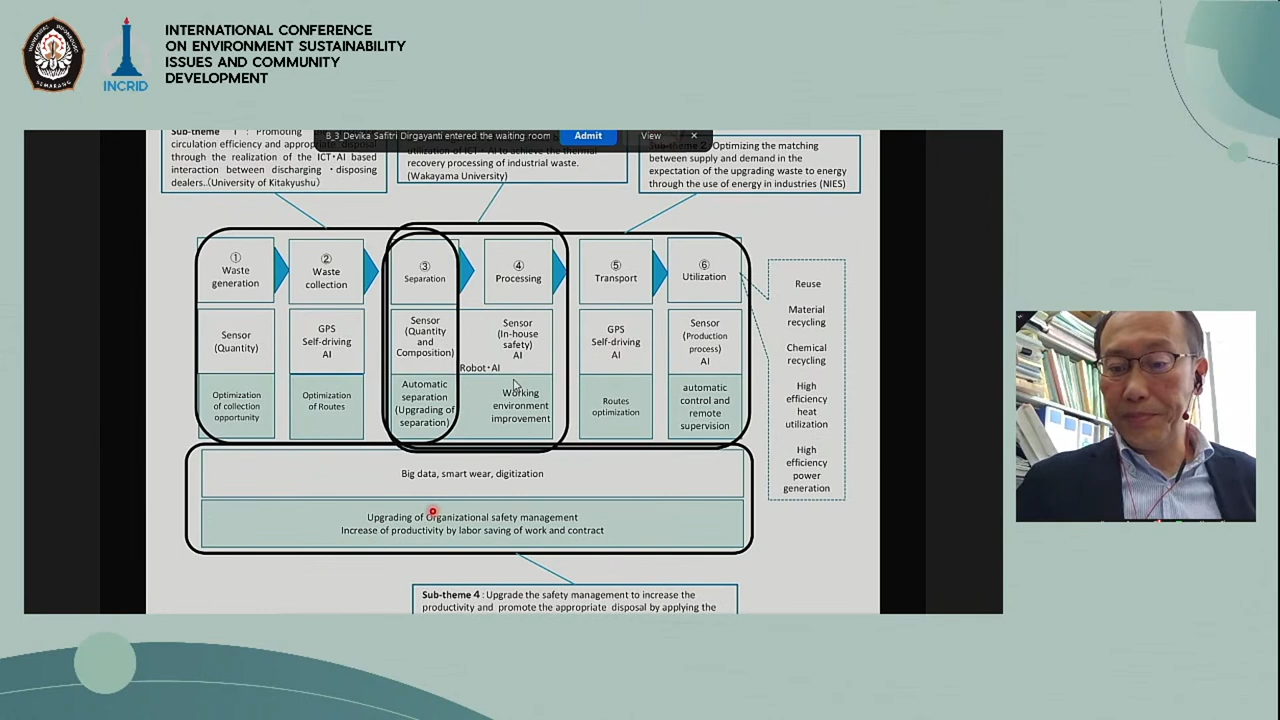 INTERNATIONAL CONFERENCE
ON ENVIRONMENT SUSTAINABILITY
ISSUES AND COMMUNITY
DEVELOPMENT
UNIVERSITAS DIPONEGORO
SEMARANG
INCRID
B_3_Devika Safitri Dirgayanti entered the waiting room
Admit
View
×
Sub-theme 1 : Promoting
circulation efficiency and appropriate disposal
through the realization of the ICT・AI based
interaction between discharging ・disposing
dealers..(University of Kitakyushu)
utilization of ICT・AI to achieve the thermal
recovery processing of industrial waste.
(Wakayama University)
Sub-theme 2: Optimizing the matching
between supply and demand in the
expectation of the upgrading waste to energy
through the use of energy in industries (NIES)
①
Waste
generation
②
Waste
collection
③
Separation
④
Processing
⑤
Transport
⑥
Utilization
Sensor
(Quantity)
GPS
Self-driving
AI
Sensor
(Quantity
and
Composition)
Sensor
(In-house
safety)
AI
Robot・AI
GPS
Self-driving
AI
Sensor
(Production
process)
AI
Optimization
of collection
opportunity
Optimization
of Routes
Automatic
separation
(Upgrading of
separation)
Working
environment
improvement
Routes
optimization
automatic
control and
remote
supervision
Reuse
Material
recycling
Chemical
recycling
High
efficiency
heat
utilization
High
efficiency
power
generation
Big data, smart wear, digitization
Upgrading of Organizational safety management
Increase of productivity by labor saving of work and contract
Sub-theme 4 : Upgrade the safety management to increase the
productivity and promote the appropriate disposal by applying the